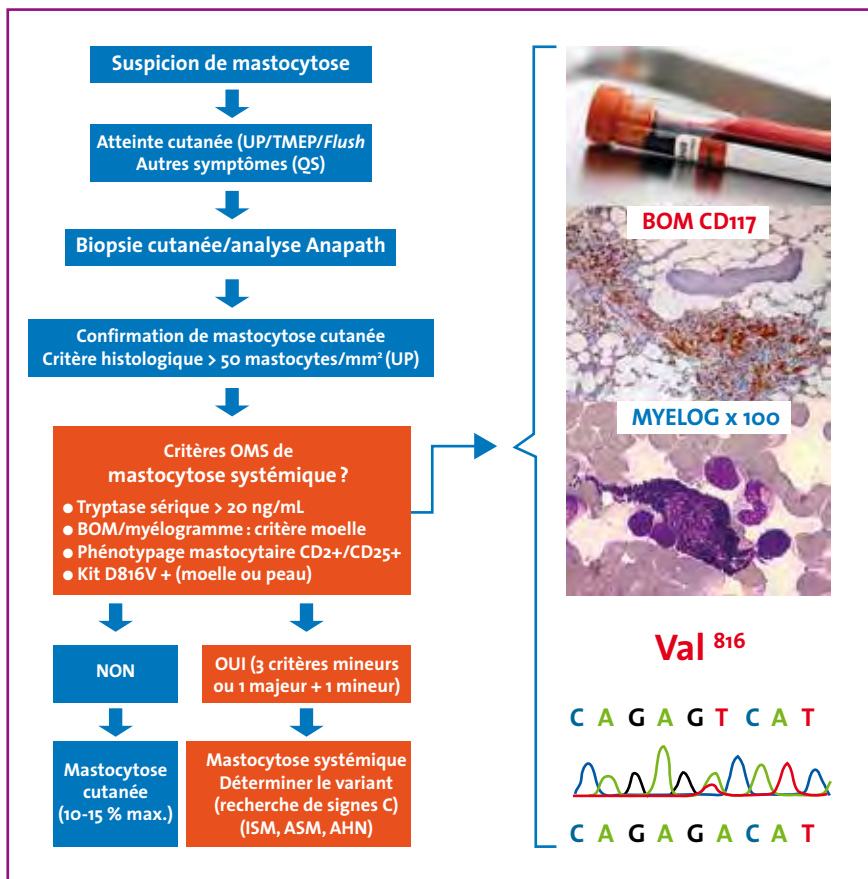 Suspicion de mastocytose
Atteinte cutanée (UP/TMEP/Flush
Autres symptômes (QS)
Biopsie cutanée/analyse Anapath
Confirmation de mastocytose cutanée
Critère histologique > 50 mastocytes/mm² (UP)
Critères OMS de
mastocytose systémique ?
● Tryptase sérique > 20 ng/mL
● BOM/myélogramme : critère moelle
● Phénotypage mastocytaire CD2+/CD25+
● Kit D816V + (moelle ou peau)
NON
OUI (3 critères mineurs
ou 1 majeur + 1 mineur)
Mastocytose
cutanée
(10-15 % max.)
Mastocytose systémique
Déterminer le variant
(recherche de signes C)
(ISM, ASM, AHN)
BOM CD117
MYELOG x 100
Val 816
C A G A G T C A T
C A G A G A C A T